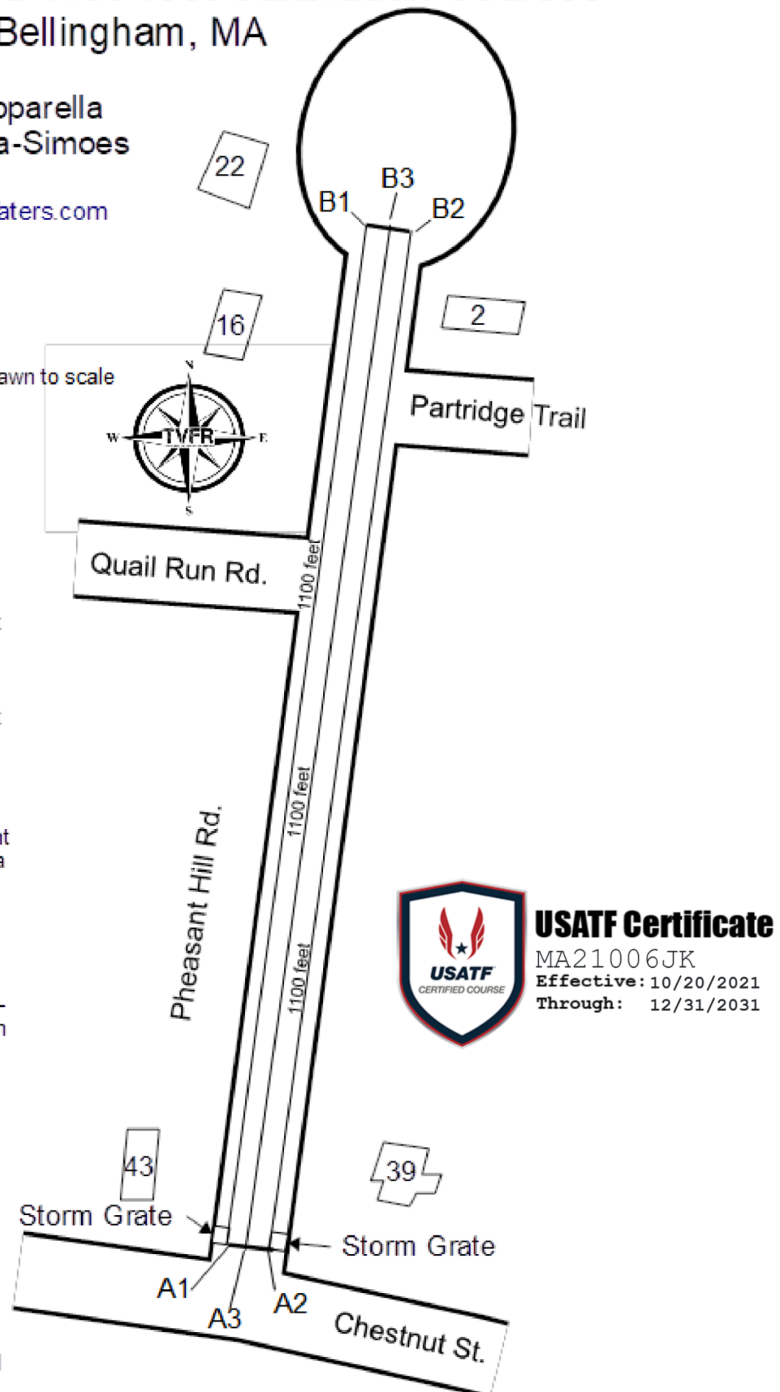 Bellingham, MA
22
B3
B1
B2
16
2
awn to scale
N
W
TVFR
E
S
Partridge Trail
Quail Run Rd.
1100 feet
1100 feet
1100 feet
Pheasant Hill Rd.
USATF Certificate
MA21006JK
Effective: 10/20/2021
Through: 12/31/2031
USATF
CERTIFIED COURSE
43
39
Storm Grate
Storm Grate
A1
A2
A3
Chestnut St.
pparella
a-Simoes
aters.com